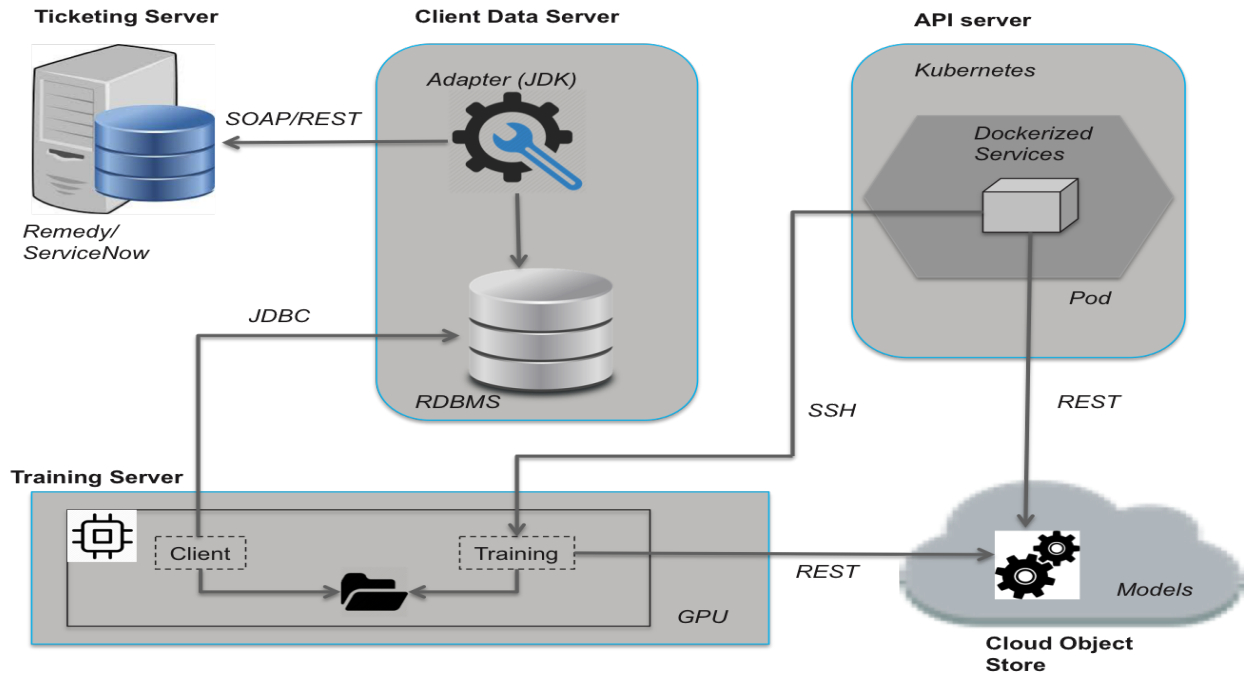 Ticketing Server
Client Data Server
API server
Adapter (JDK)
Kubernetes
SOAP/REST
Dockerized
Services
Remedy/
ServiceNow
Pod
JDBC
RDBMS
SSH
REST
Training Server
Client
Training
REST
Models
GPU
Cloud Object
Store